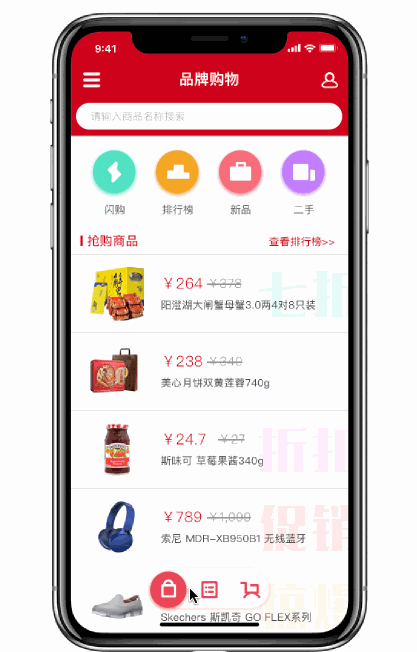 9:41
品牌购物
请输入商品名称搜索
闪购 排行榜 新品 二手
抢购商品 查看排行榜>>
￥264 ￥378
七折
阳澄湖大闸蟹母蟹3.0两4对8只装
￥238 ￥340
美心月饼双黄莲蓉740g
￥24.7 ￥27
折折
斯味可 草莓果酱340g
￥789 ￥1,099
促销
索尼 MDR-XB950B1 无线蓝牙
Skechers 斯凯奇 GO FLEX系列